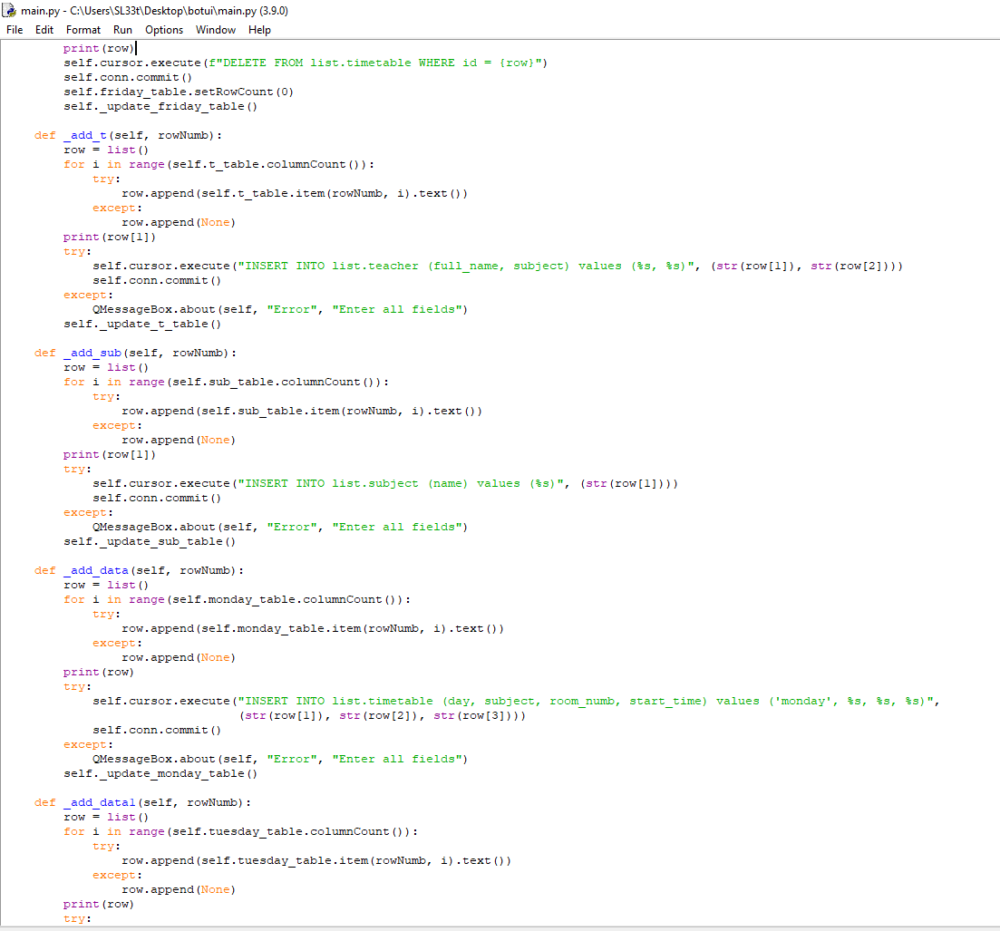 main.py - C:\Users\SL33t\Desktop\botui\main.py (3.9.0)
File Edit Format Run Options Window Help
        print(row)
        self.cursor.execute(f"DELETE FROM list.timetable WHERE id = {row}")
        self.conn.commit()
        self.friday_table.setRowCount(0)
        self._update_friday_table()

    def _add_t(self, rowNumb):
        row = list()
        for i in range(self.t_table.columnCount()):
            try:
                row.append(self.t_table.item(rowNumb, i).text())
            except:
                row.append(None)
        print(row[1])
        try:
            self.cursor.execute("INSERT INTO list.teacher (full_name, subject) values (%s, %s)", (str(row[1]), str(row[2])))
            self.conn.commit()
        except:
            QMessageBox.about(self, "Error", "Enter all fields")
        self._update_t_table()

    def _add_sub(self, rowNumb):
        row = list()
        for i in range(self.sub_table.columnCount()):
            try:
                row.append(self.sub_table.item(rowNumb, i).text())
            except:
                row.append(None)
        print(row[1])
        try:
            self.cursor.execute("INSERT INTO list.subject (name) values (%s)", (str(row[1])))
            self.conn.commit()
        except:
            QMessageBox.about(self, "Error", "Enter all fields")
        self._update_sub_table()

    def _add_data(self, rowNumb):
        row = list()
        for i in range(self.monday_table.columnCount()):
            try:
                row.append(self.monday_table.item(rowNumb, i).text())
            except:
                row.append(None)
        print(row)
        try:
            self.cursor.execute("INSERT INTO list.timetable (day, subject, room_numb, start_time) values ('monday', %s, %s, %s)",
                                (str(row[1]), str(row[2]), str(row[3])))
            self.conn.commit()
        except:
            QMessageBox.about(self, "Error", "Enter all fields")
        self._update_monday_table()

    def _add_data1(self, rowNumb):
        row = list()
        for i in range(self.tuesday_table.columnCount()):
            try:
                row.append(self.tuesday_table.item(rowNumb, i).text())
            except:
                row.append(None)
        print(row)
        try: